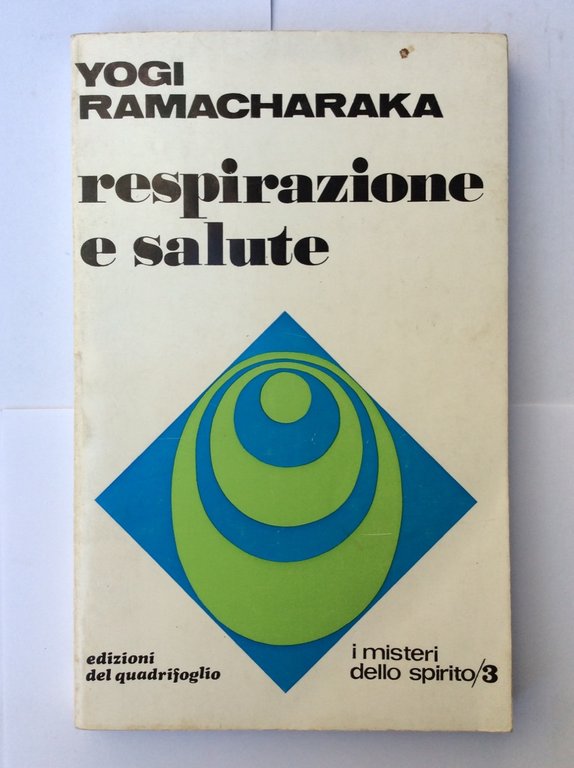 YOGI
RAMACHARAKA
respirazione
e salute
edizioni
del quadrifoglio
i misteri
dello spirito/3